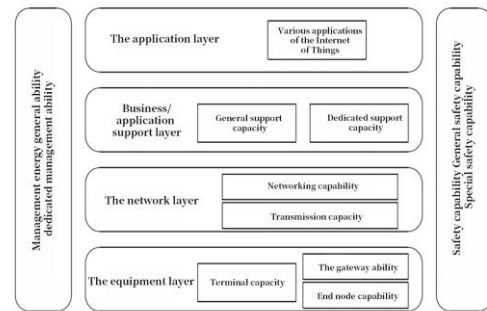 Management energy general ability
dedicated management ability
The application layer
Various applications
of the Internet
of Things
Business/
application
support layer
General support
capacity
Dedicated support
capacity
The network layer
Networking capability
Transmission capacity
The equipment layer
Terminal capacity
The gateway ability
End node capability
Safety capability General safety capability
Special safety capability